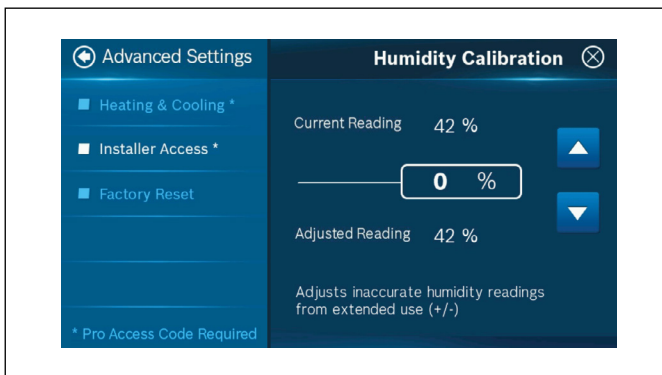 Advanced Settings
Humidity Calibration
Heating & Cooling *
Installer Access *
Factory Reset
* Pro Access Code Required
Current Reading 42 %
0 %
Adjusted Reading 42 %
Adjusts inaccurate humidity readings
from extended use (+/-)